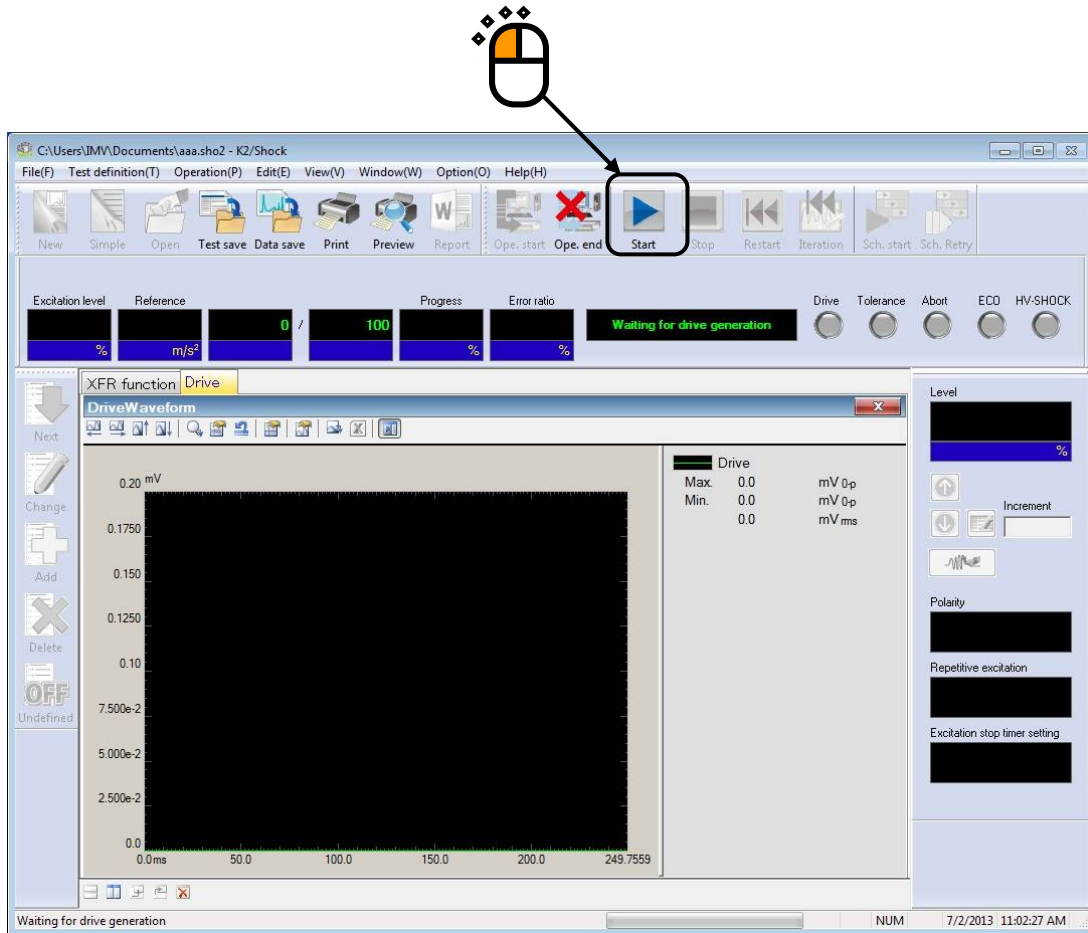 C:\Users\IMV\Documents\aaa.sho2 - K2/Shock
File(F) Test definition(T) Operation(P) Edit(E) View(V) Window(W) Option(O) Help(H)
New Simple Open Test save Data save Print Preview Report Ope. start Ope. end Start Stop Restart Iteration Sch. start Sch. Retry
Excitation level Reference Progress Error ratio Drive Tolerance Abort ECO HV-SHOCK
0 / 100 Waiting for drive generation
% m/s² % %
XFR function Drive
DriveWaveform
Next
Change
Add
Delete
OFF
Undefined
0.20 mV
0.1750
0.150
0.1250
0.10
7.500e-2
5.000e-2
2.500e-2
0.0
0.0ms 50.0 100.0 150.0 200.0 249.7559
Drive
Max. 0.0 mV 0-p
Min. 0.0 mV 0-p
0.0 mV rms
Level
%
Increment
Polarity
Repetitive excitation
Excitation stop timer setting
Waiting for drive generation NUM 7/2/2013 11:02:27 AM